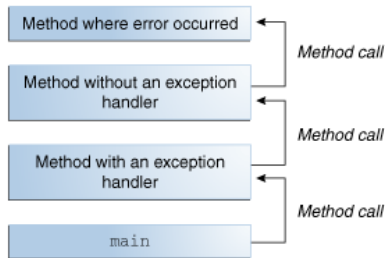 Method where error occurred
Method call
Method without an exception
handler
Method call
Method with an exception
handler
Method call
main